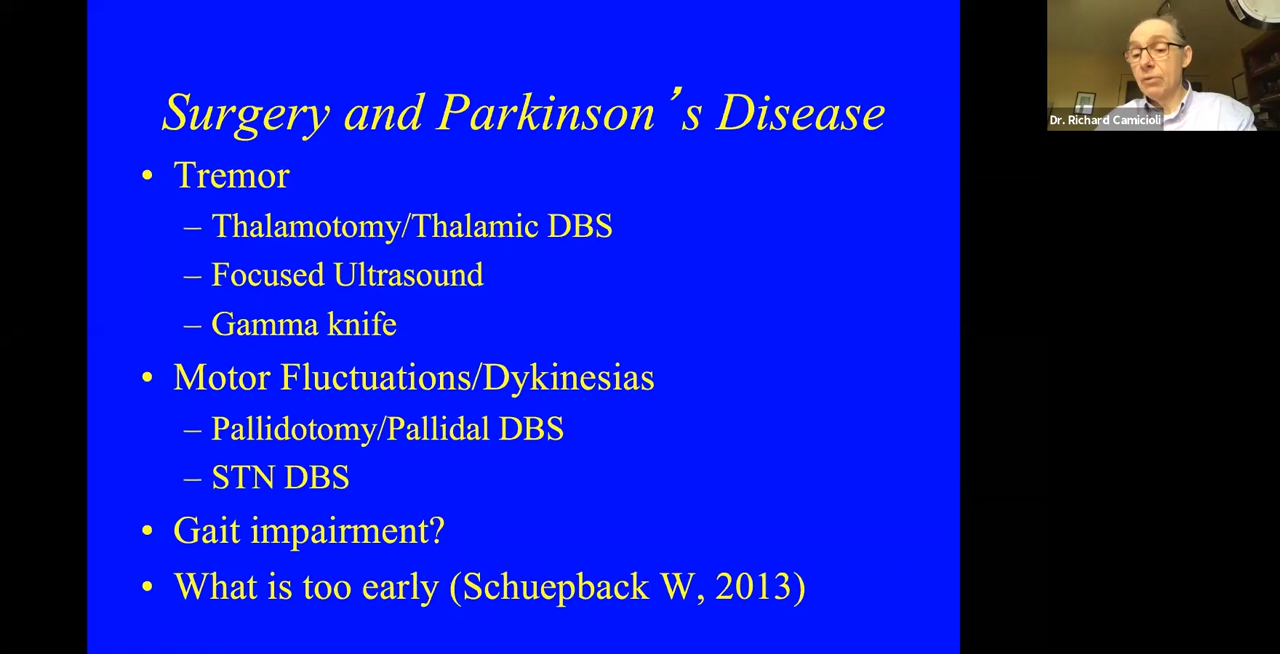 Surgery and Parkinson's Disease
• Tremor
– Thalamotomy/Thalamic DBS
– Focused Ultrasound
– Gamma knife
• Motor Fluctuations/Dykinesias
– Pallidotomy/Pallidal DBS
– STN DBS
• Gait impairment?
• What is too early (Schuepback W, 2013)
Dr. Richard Camicioli